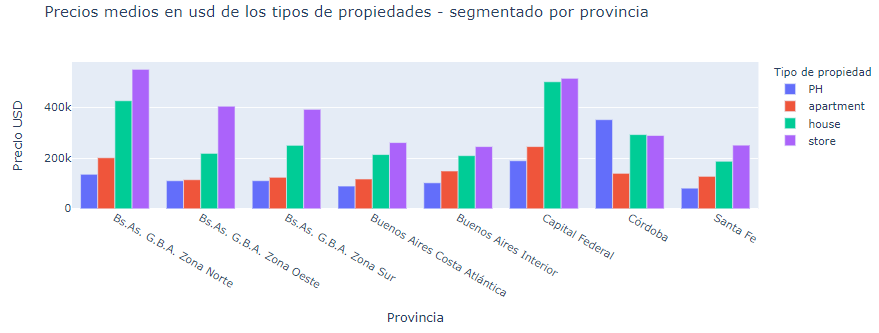 Precios medios en usd de los tipos de propiedades - segmentado por provincia
Precio USD
400k
200k
0
Bs.As. G.B.A. Zona Norte
Bs.As. G.B.A. Zona Oeste
Bs.As. G.B.A. Zona Sur
Buenos Aires Costa Atlántica
Buenos Aires Interior
Capital Federal
Córdoba
Santa Fe
Provincia
Tipo de propiedad
PH
apartment
house
store